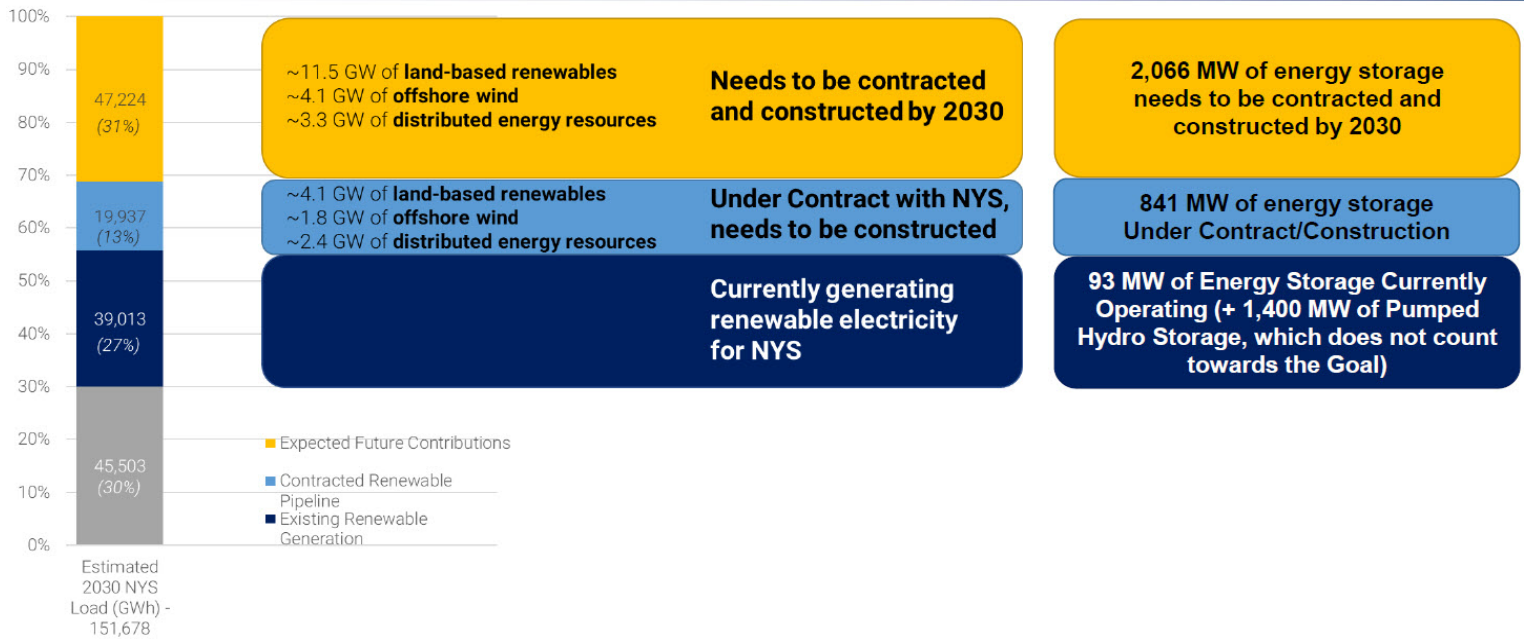 100%
90%
80%
70%
60%
50%
40%
30%
20%
10%
0%
47,224
(31%)
19,937
(13%)
39,013
(27%)
45,503
(30%)
Estimated
2030 NYS
Load (GWh) -
151,678
~11.5 GW of land-based renewables
~4.1 GW of offshore wind
~3.3 GW of distributed energy resources
Needs to be contracted
and constructed by 2030
2,066 MW of energy storage
needs to be contracted and
constructed by 2030
~4.1 GW of land-based renewables
~1.8 GW of offshore wind
~2.4 GW of distributed energy resources
Under Contract with NYS,
needs to be constructed
841 MW of energy storage
Under Contract/Construction
Currently generating
renewable electricity
for NYS
93 MW of Energy Storage Currently
Operating (+ 1,400 MW of Pumped
Hydro Storage, which does not count
towards the Goal)
Expected Future Contributions
Contracted Renewable
Pipeline
Existing Renewable
Generation